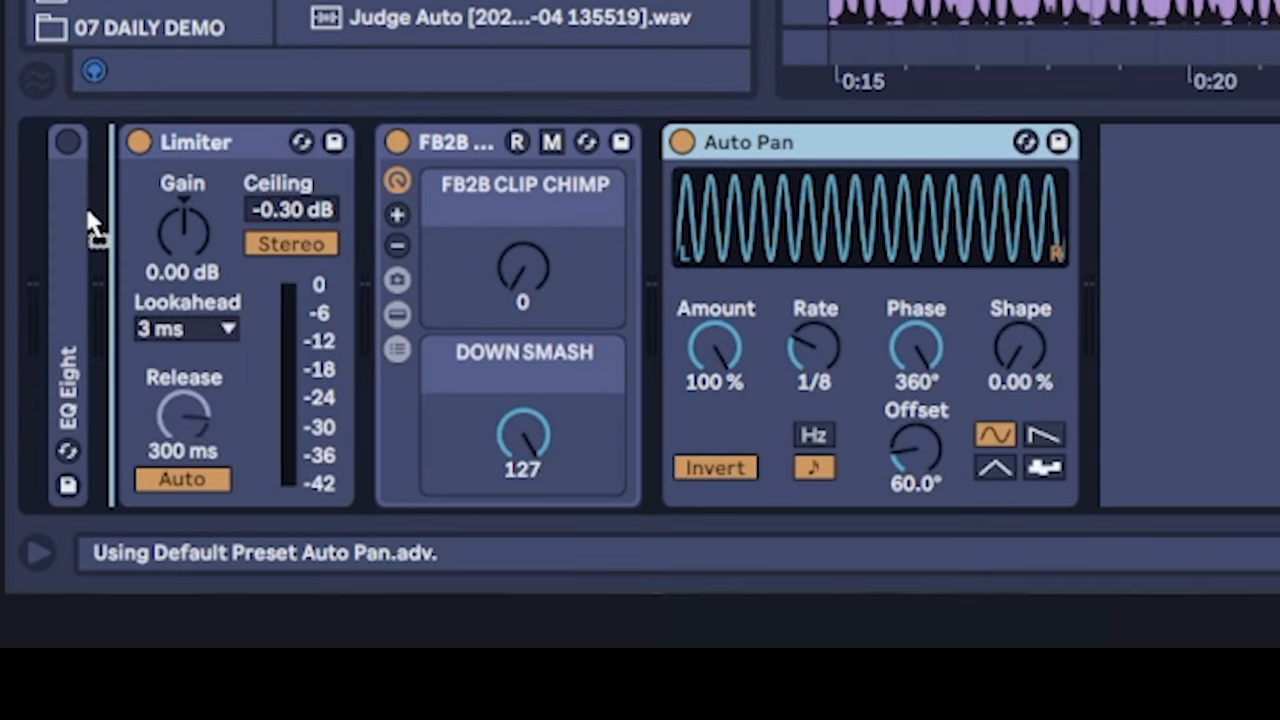 07 DAILY DEMO
Judge Auto [202...-04 135519].wav
0:15
0:20
EQ Eight
Limiter
Gain
0.00 dB
Lookahead
3 ms
Release
300 ms
Auto
Ceiling
-0.30 dB
Stereo
0
-6
-12
-18
-24
-30
-36
-42
FB2B ...
R
M
FB2B CLIP CHIMP
0
DOWN SMASH
127
Auto Pan
L
R
Amount
100 %
Rate
1/8
Phase
360°
Shape
0.00 %
Offset
60.0°
Invert
Hz
Using Default Preset Auto Pan.adv.